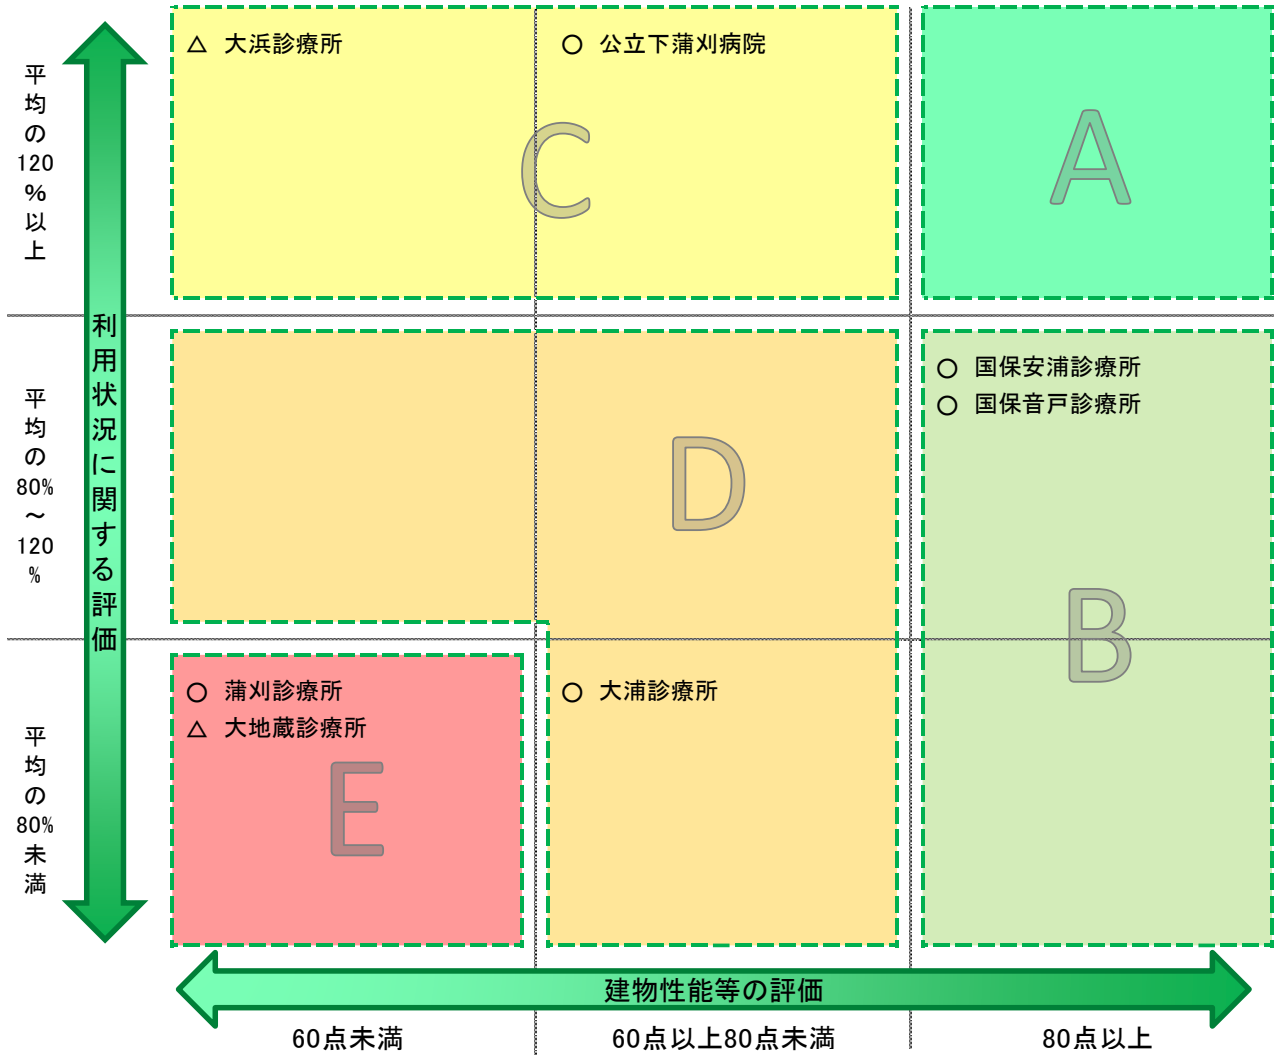 平均の120%以上
△ 大浜診療所
○ 公立下蒲刈病院
C
A
利用状況に関する評価
平均の80%～120%
○ 国保安浦診療所
○ 国保音戸診療所
D
B
平均の80%未満
○ 蒲刈診療所
△ 大地蔵診療所
○ 大浦診療所
E
建物性能等の評価
60点未満
60点以上80点未満
80点以上